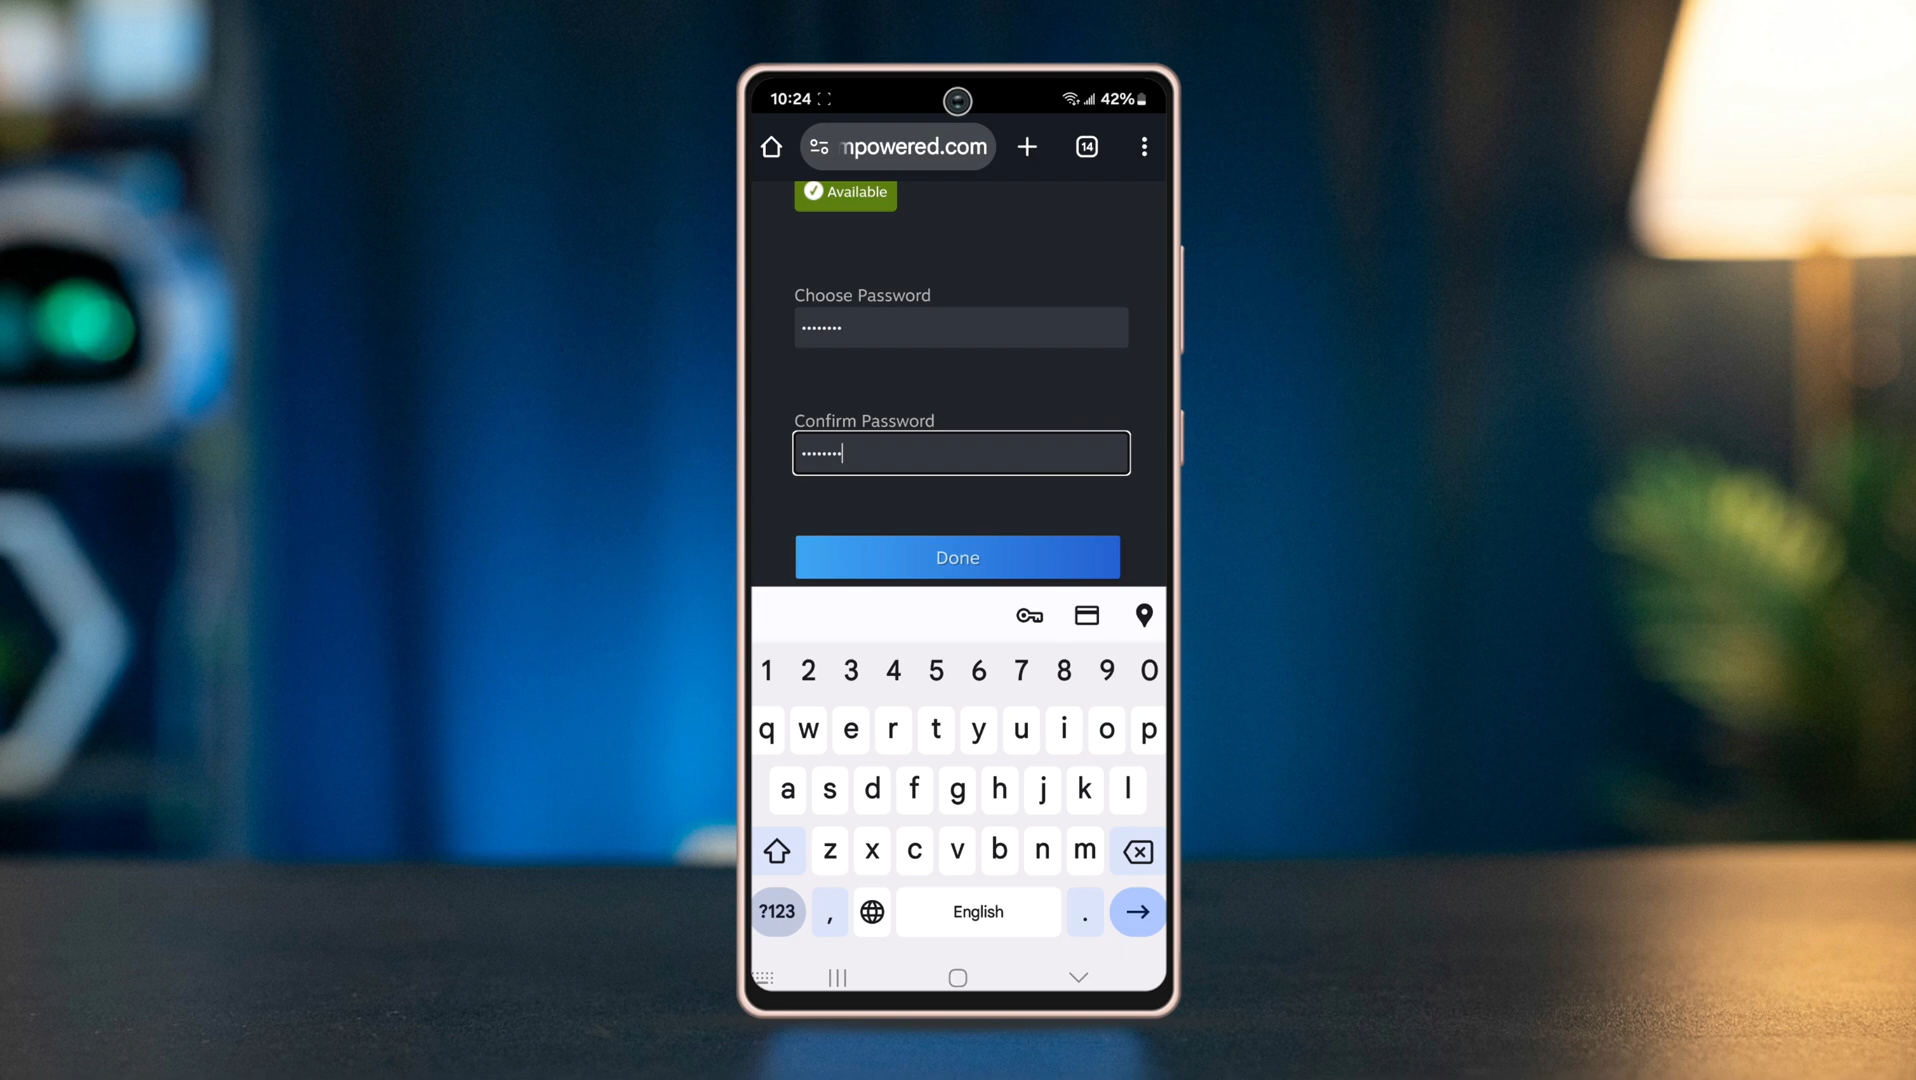 10:24 42%
mpowered.com 14
Available
Choose Password
••••••••
Confirm Password
••••••••
Done
1 2 3 4 5 6 7 8 9 0
q w e r t y u i o p
a s d f g h j k l
z x c v b n m
?123 , English .